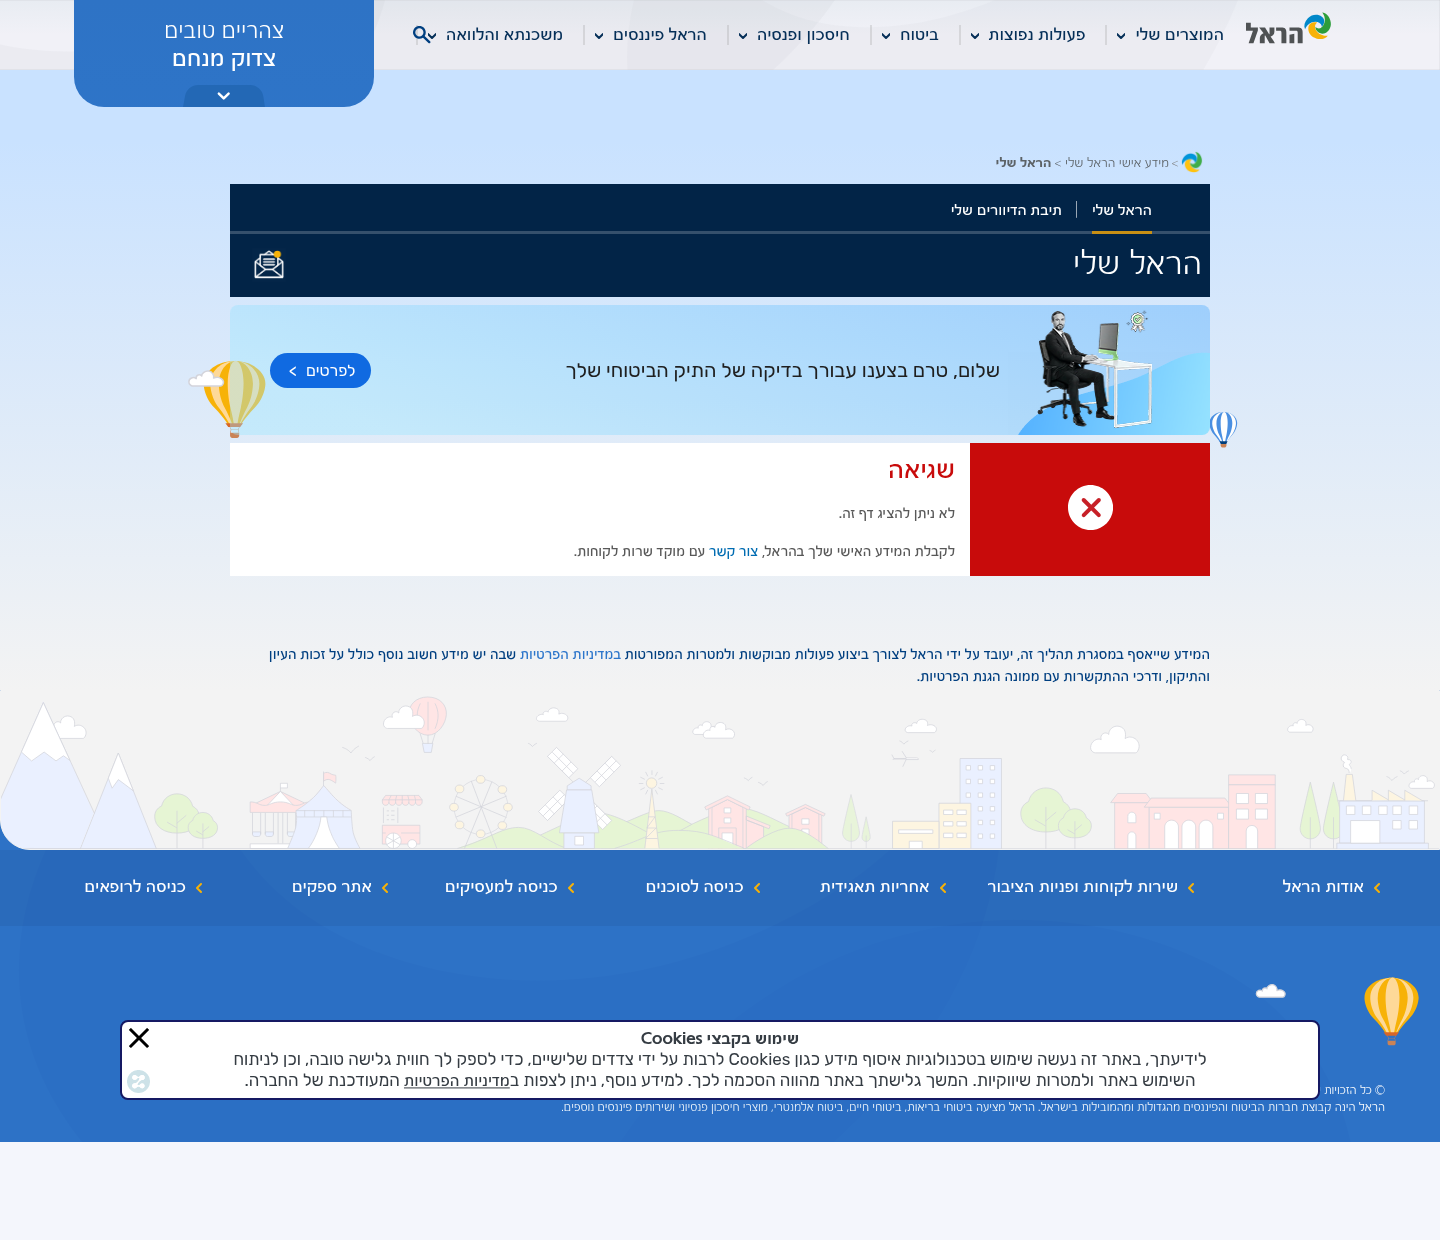 הראל
המוצרים שלי
פעולות נפוצות
ביטוח
חיסכון ופנסיה
הראל פיננסים
משכנתא והלוואה
צהריים טובים
צדוק מנחם
> מידע אישי הראל שלי > הראל שלי
הראל שלי
תיבת הדיוורים שלי
הראל שלי
שלום, טרם בצענו עבורך בדיקה של התיק הביטוחי שלך
לפרטים
שגיאה
לא ניתן להציג דף זה.
לקבלת המידע האישי שלך בהראל, צור קשר עם מוקד שרות לקוחות.
המידע שייאסף במסגרת תהליך זה, יעובד על ידי הראל לצורך ביצוע פעולות מבוקשות ולמטרות המפורטות במדיניות הפרטיות שבה יש מידע חשוב נוסף כולל על זכות העיון
והתיקון, ודרכי ההתקשרות עם ממונה הגנת הפרטיות.
אודות הראל
שירות לקוחות ופניות הציבור
אחריות תאגידית
כניסה לסוכנים
כניסה למעסיקים
אתר ספקים
כניסה לרופאים
שימוש בקבצי Cookies
לידיעתך, באתר זה נעשה שימוש בטכנולוגיות איסוף מידע כגון Cookies לרבות על ידי צדדים שלישיים, כדי לספק לך חווית גלישה טובה, וכן לניתוח
השימוש באתר ולמטרות שיווקיות. המשך גלישתך באתר מהווה הסכמה לכך. למידע נוסף, ניתן לצפות במדיניות הפרטיות המעודכנת של החברה.
© כל הזכויות
הראל הינה קבוצת חברות הביטוח והפיננסים מהגדולות ומהמובילות בישראל. הראל מציעה ביטוחי בריאות, ביטוחי חיים, ביטוח אלמנטרי, מוצרי חיסכון פנסיוני ושירותים פיננסים נוספים.